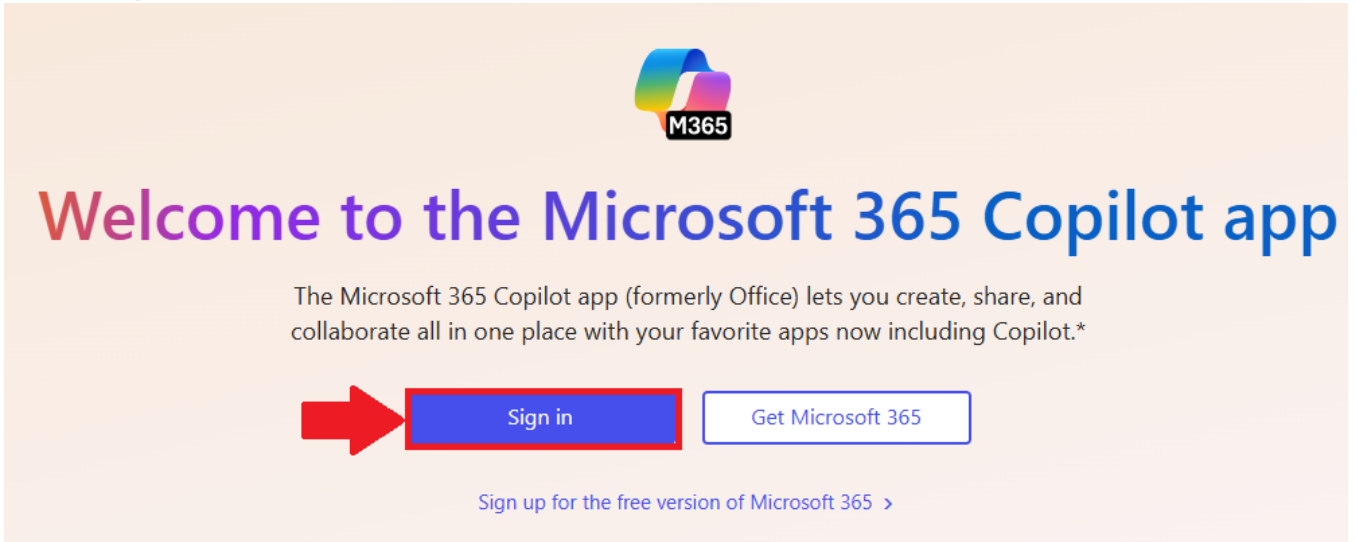 M365
Welcome to the Microsoft 365 Copilot app
The Microsoft 365 Copilot app (formerly Office) lets you create, share, and
collaborate all in one place with your favorite apps now including Copilot.*
Sign in
Get Microsoft 365
Sign up for the free version of Microsoft 365 >